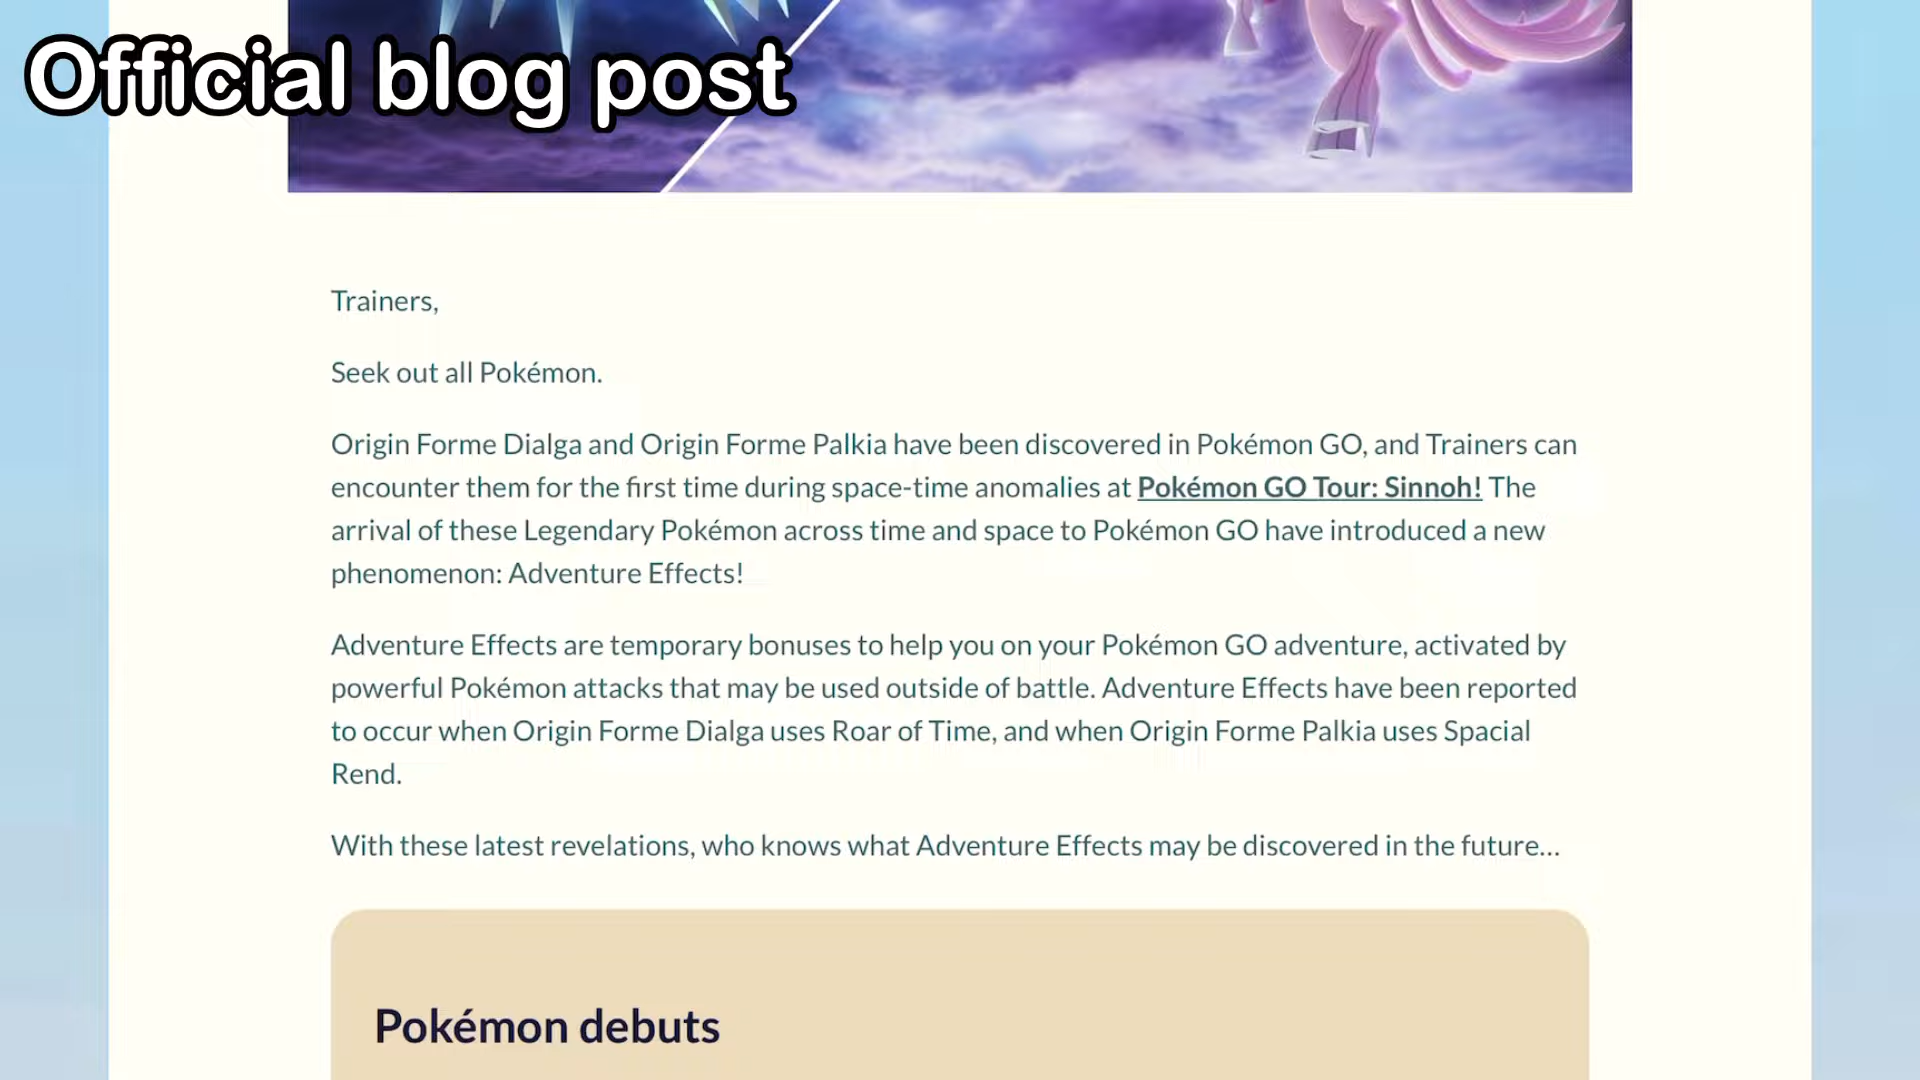 Official blog post
Trainers,
Seek out all Pokémon.
Origin Forme Dialga and Origin Forme Palkia have been discovered in Pokémon GO, and Trainers can
encounter them for the first time during space-time anomalies at Pokémon GO Tour: Sinnoh! The
arrival of these Legendary Pokémon across time and space to Pokémon GO have introduced a new
phenomenon: Adventure Effects!
Adventure Effects are temporary bonuses to help you on your Pokémon GO adventure, activated by
powerful Pokémon attacks that may be used outside of battle. Adventure Effects have been reported
to occur when Origin Forme Dialga uses Roar of Time, and when Origin Forme Palkia uses Spacial
Rend.
With these latest revelations, who knows what Adventure Effects may be discovered in the future…
Pokémon debuts